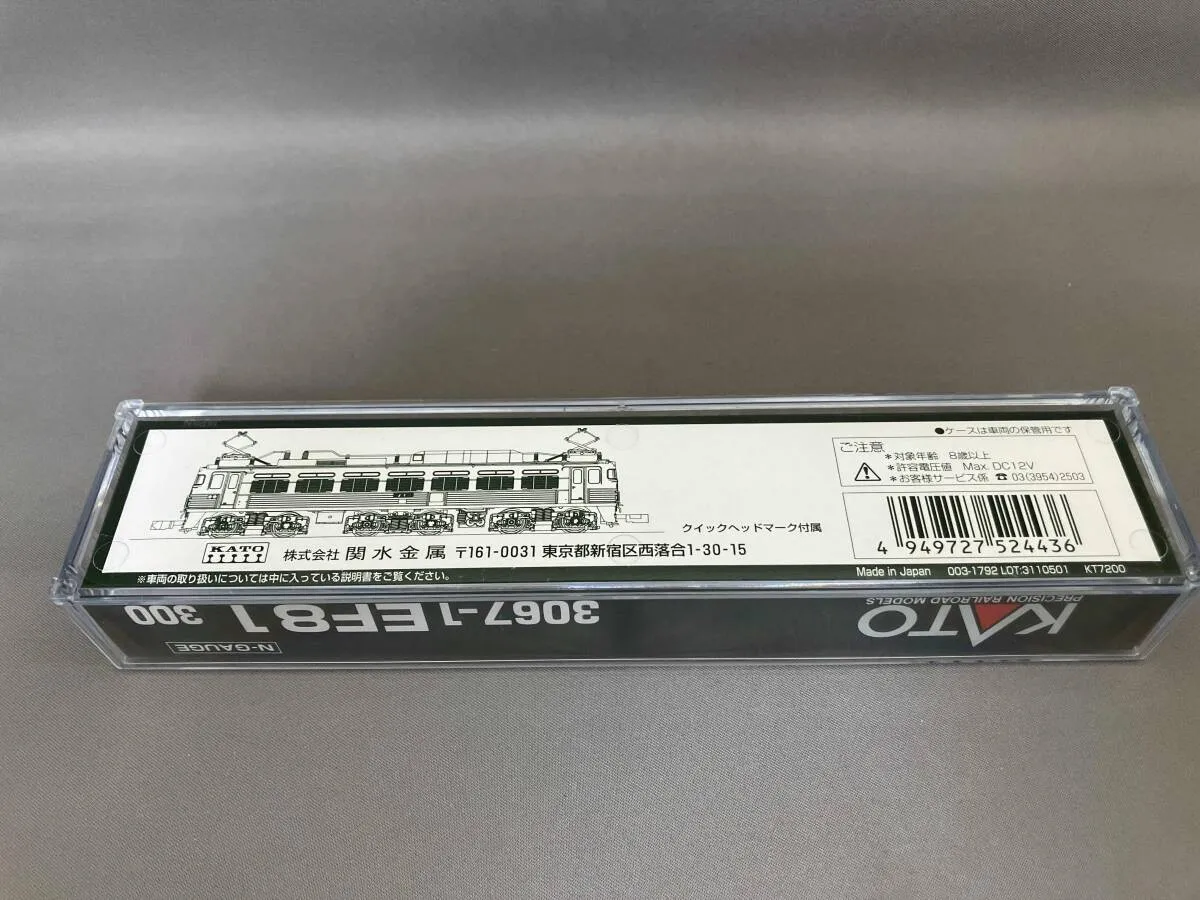 ●ケースは車両の保管用です
ご注意
*対象年齢 8歳以上
*許容電圧値 Max. DC12V
*お客様サービス係 ☎ 03(3954)2503
クイックヘッドマーク付属
KATO 株式会社 関水金属 〒161-0031 東京都新宿区西落合1-30-15
4 949727 524436
※車両の取り扱いについては中に入っている説明書をご覧ください。
Made in Japan 003-1792 LOT:3110501 KT7200
3067-1 EF81 300
N-GAUGE
KATO
PRECISION RAILROAD MODELS